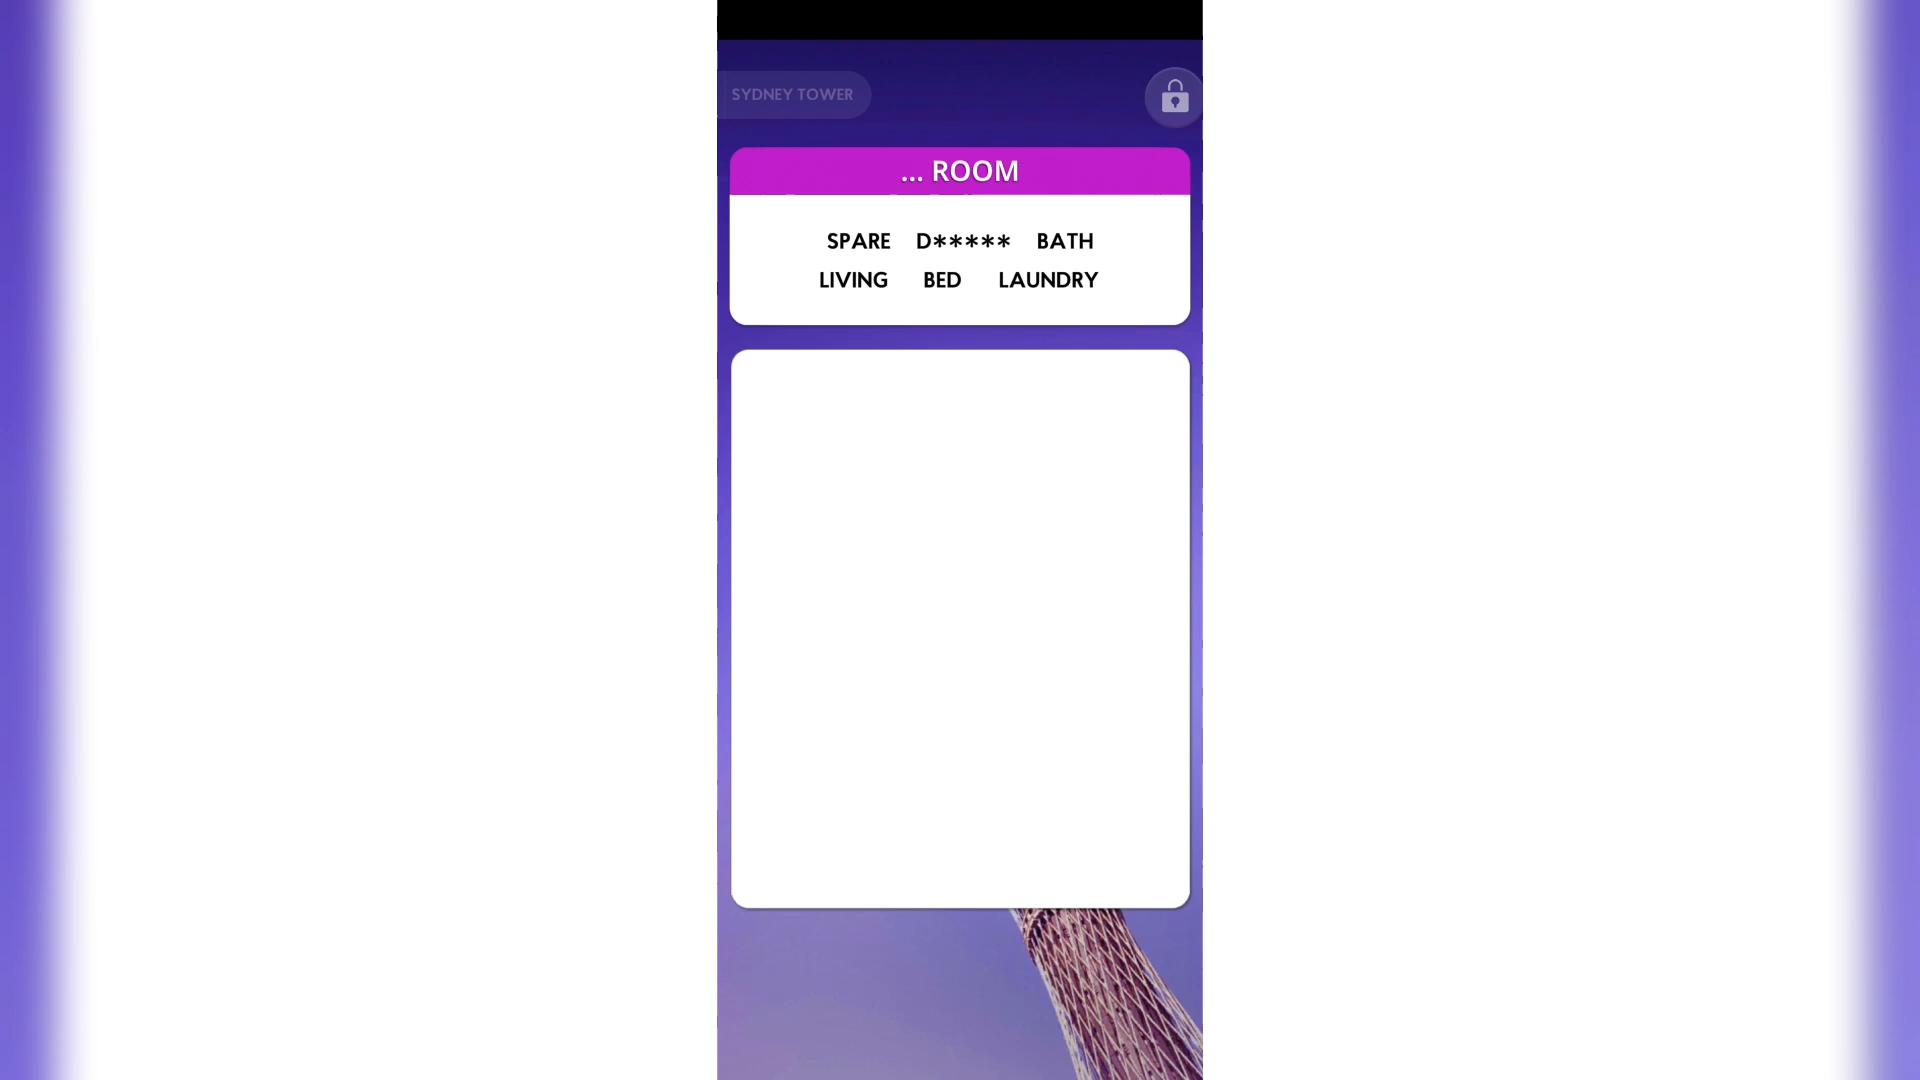 SYDNEY TOWER
... ROOM
SPARE D***** BATH
LIVING BED LAUNDRY